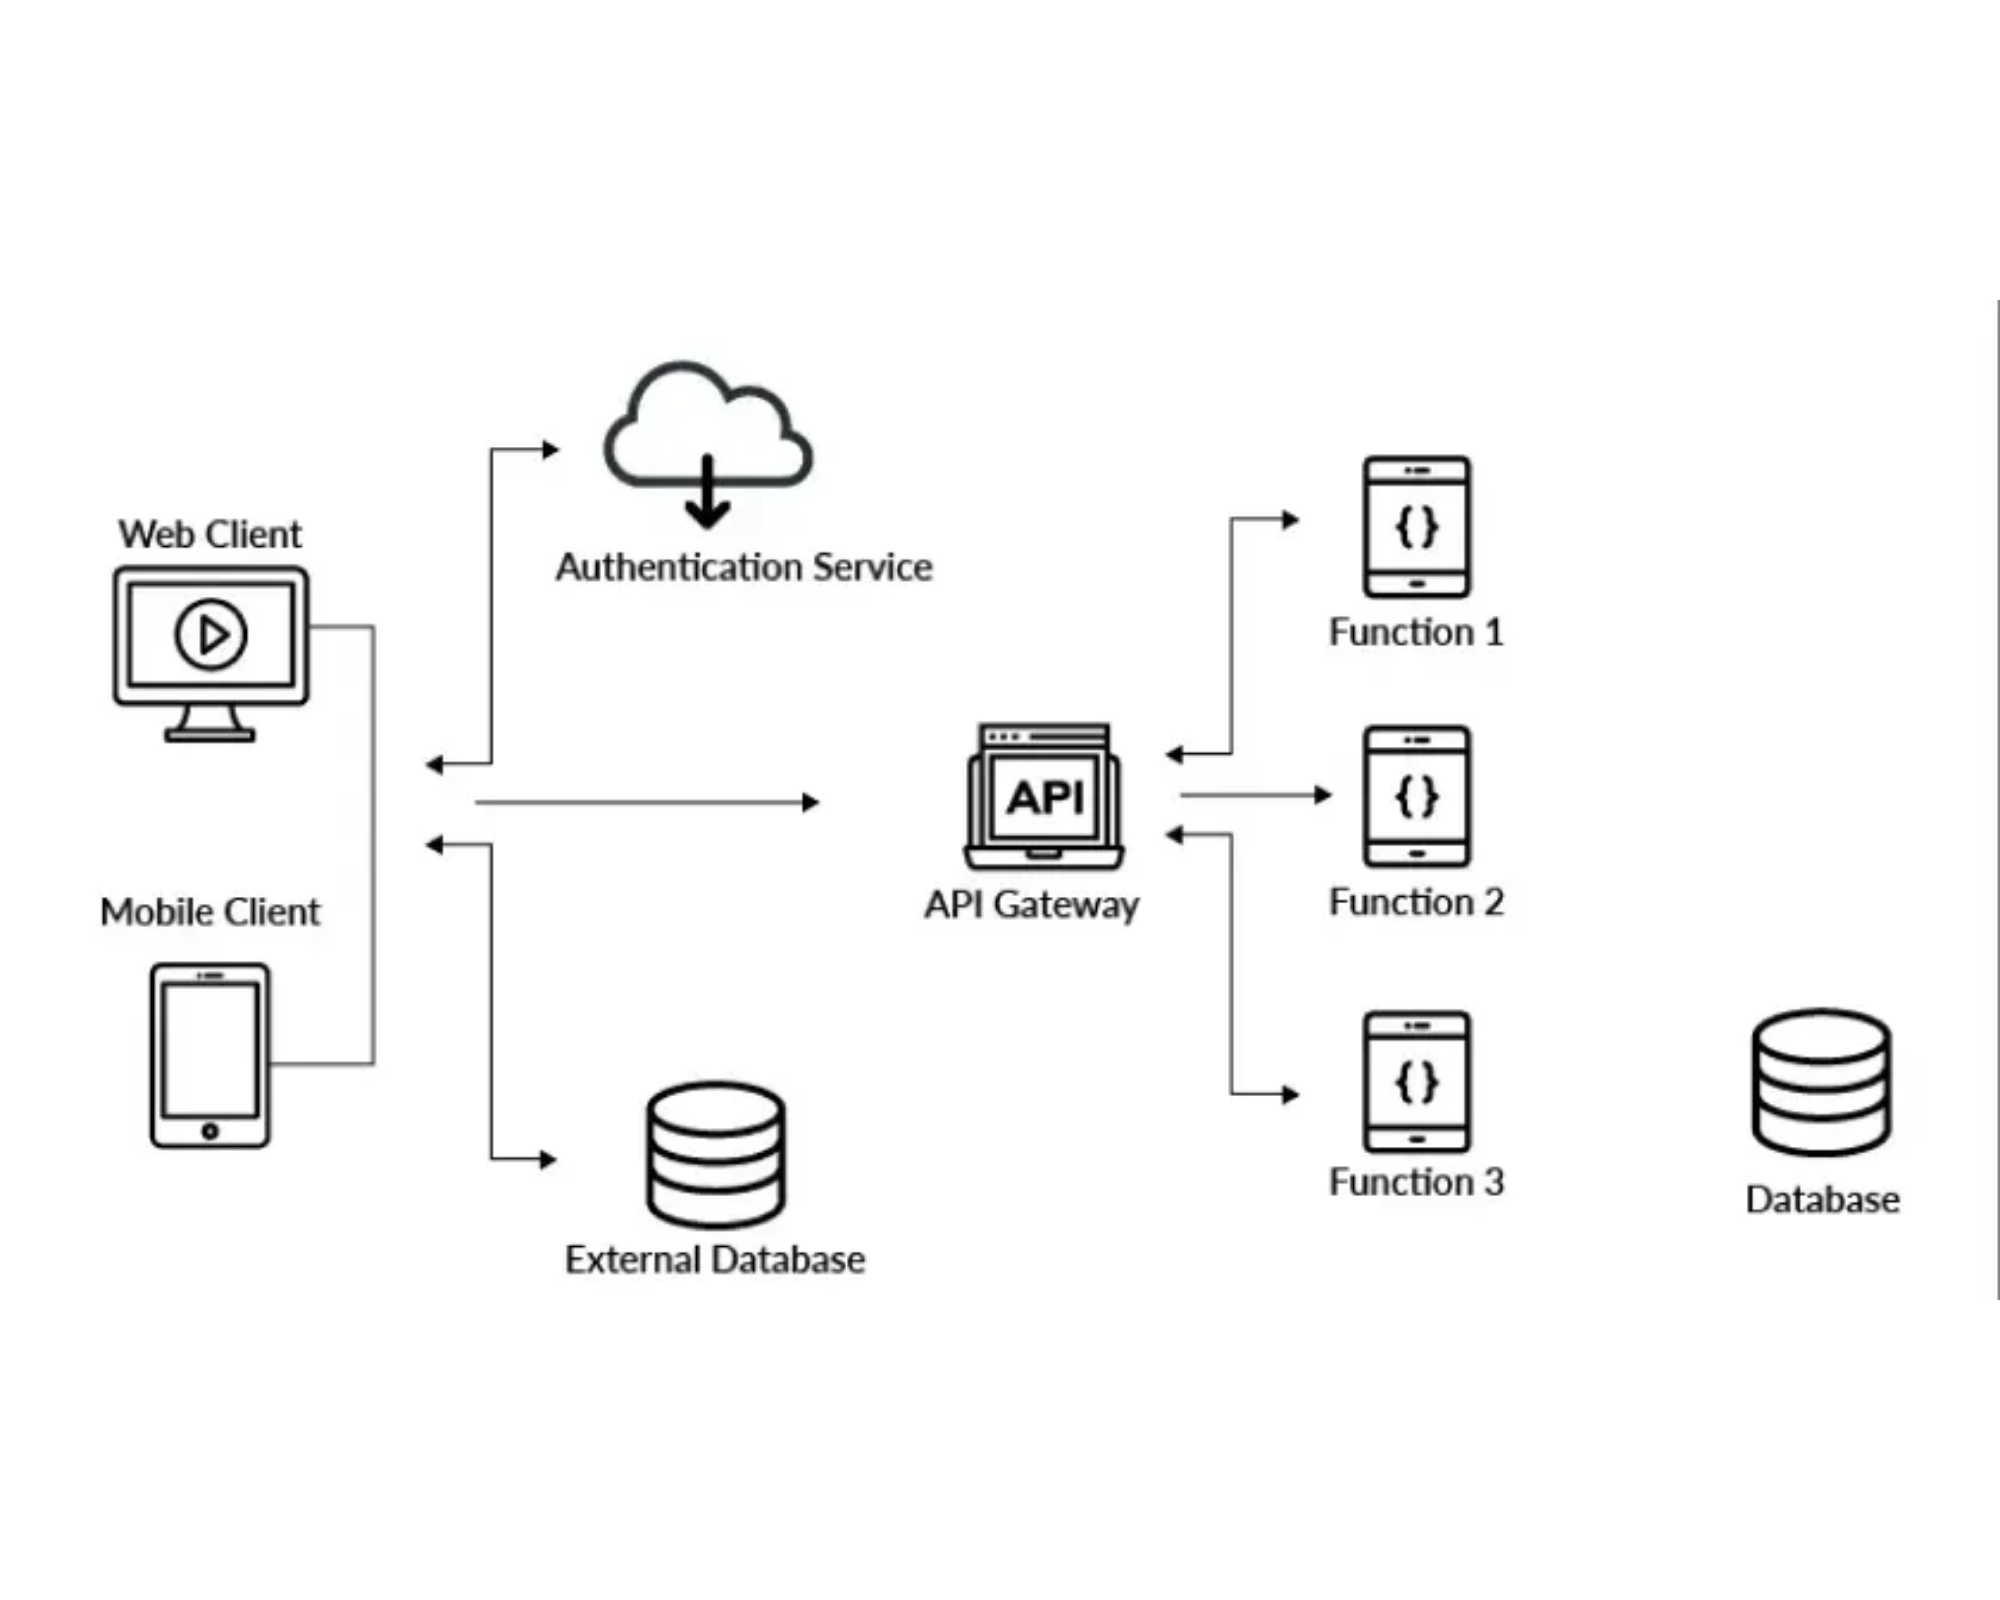 Web Client
Authentication Service
Mobile Client
External Database
API
API Gateway
{ }
Function 1
{ }
Function 2
{ }
Function 3
Database